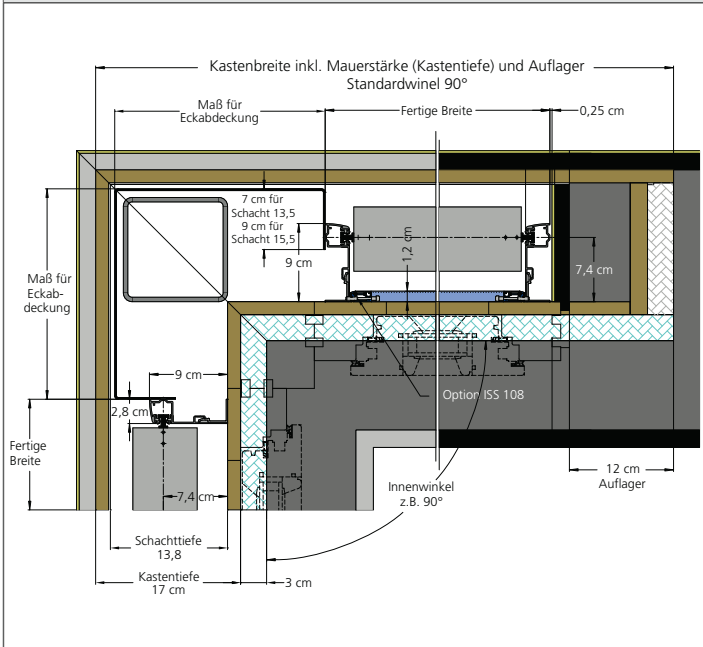 Kastenbreite inkl. Mauerstärke (Kastentiefe) und Auflager
Standardwinel 90°
Maß für
Eckabdeckung
Fertige Breite
0,25 cm
7 cm für
Schacht 13,5
9 cm für
Schacht 15,5
9 cm
1,2 cm
7,4 cm
Maß für
Eckab-
deckung
9 cm
2,8 cm
Option ISS 108
Fertige
Breite
12 cm
Auflager
Innenwinkel
z.B. 90°
7,4 cm
Schachttiefe
13,8
Kastentiefe
17 cm
3 cm